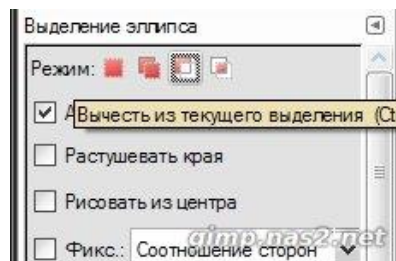 Выделение эллипса
Режим:
Вычесть из текущего выделения (Ct
Растушевать края
Рисовать из центра
Фикс.: Соотношение сторон
gimp.nas2.net